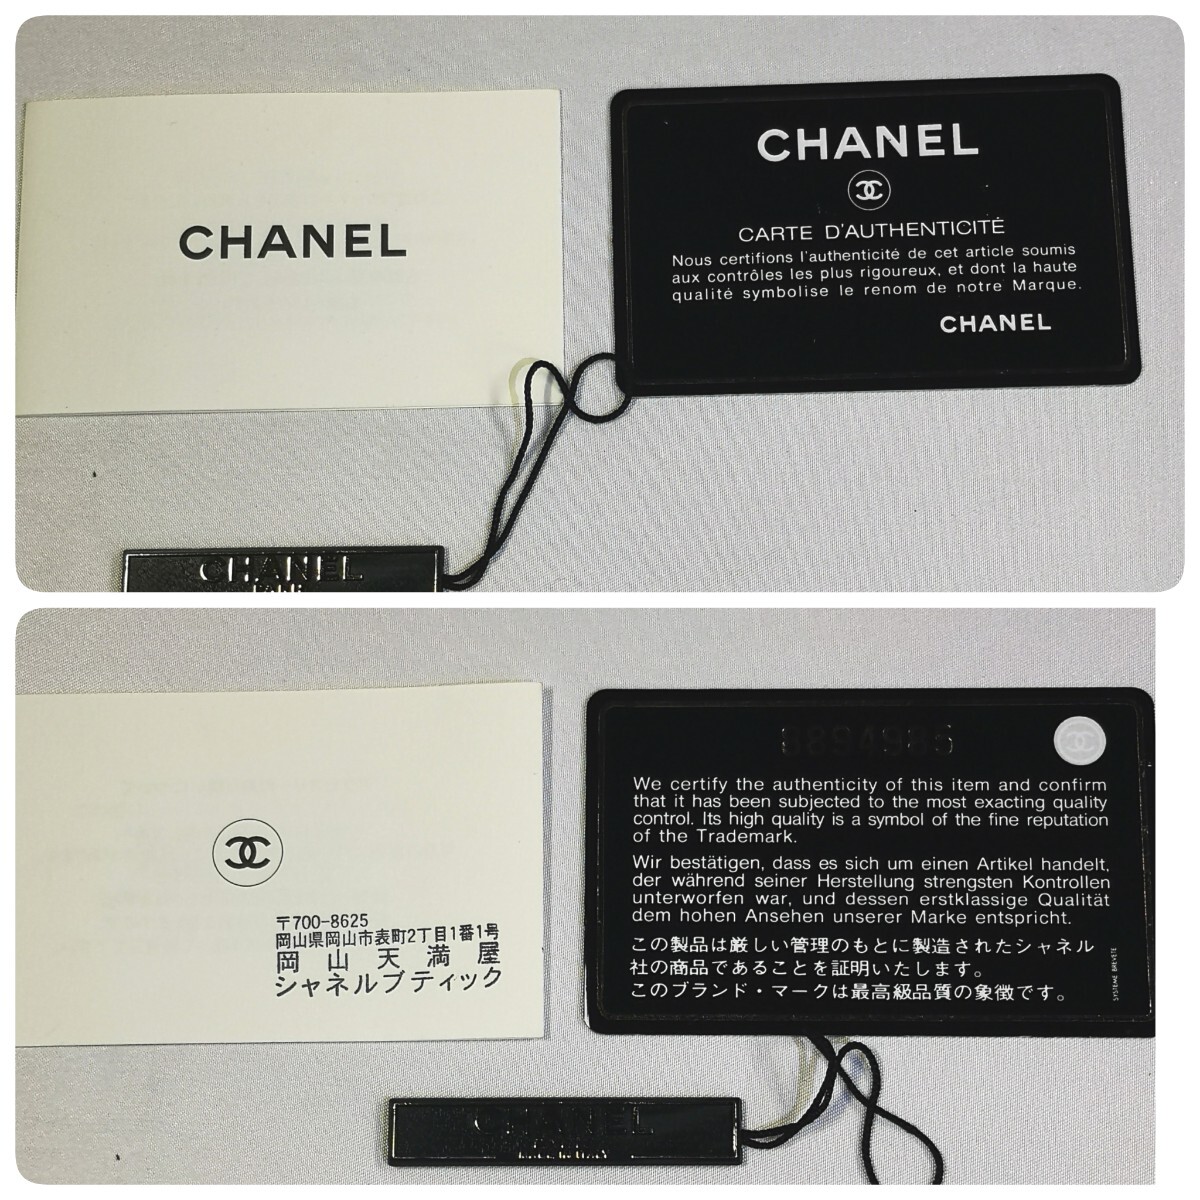 CHANEL
CHANEL
CARTE D'AUTHENTICITÉ
Nous certifions l'authenticité de cet article soumis
aux contrôles les plus rigoureux, et dont la haute
qualité symbolise le renom de notre Marque.
CHANEL
CHANEL
〒700-8625
岡山県岡山市表町2丁目1番1号
岡山天満屋
シャネルブティック
We certify the authenticity of this item and confirm
that it has been subjected to the most exacting quality
control. Its high quality is a symbol of the fine reputation
of the Trademark.
Wir bestätigen, dass es sich um einen Artikel handelt,
der während seiner Herstellung strengsten Kontrollen
unterworfen war, und dessen erstklassige Qualität
dem hohen Ansehen unserer Marke entspricht.
この製品は厳しい管理のもとに製造されたシャネル
社の商品であることを証明いたします。
このブランド・マークは最高級品質の象徴です。
SYSTEME BREVETE
CHANEL
MADE IN ITALY